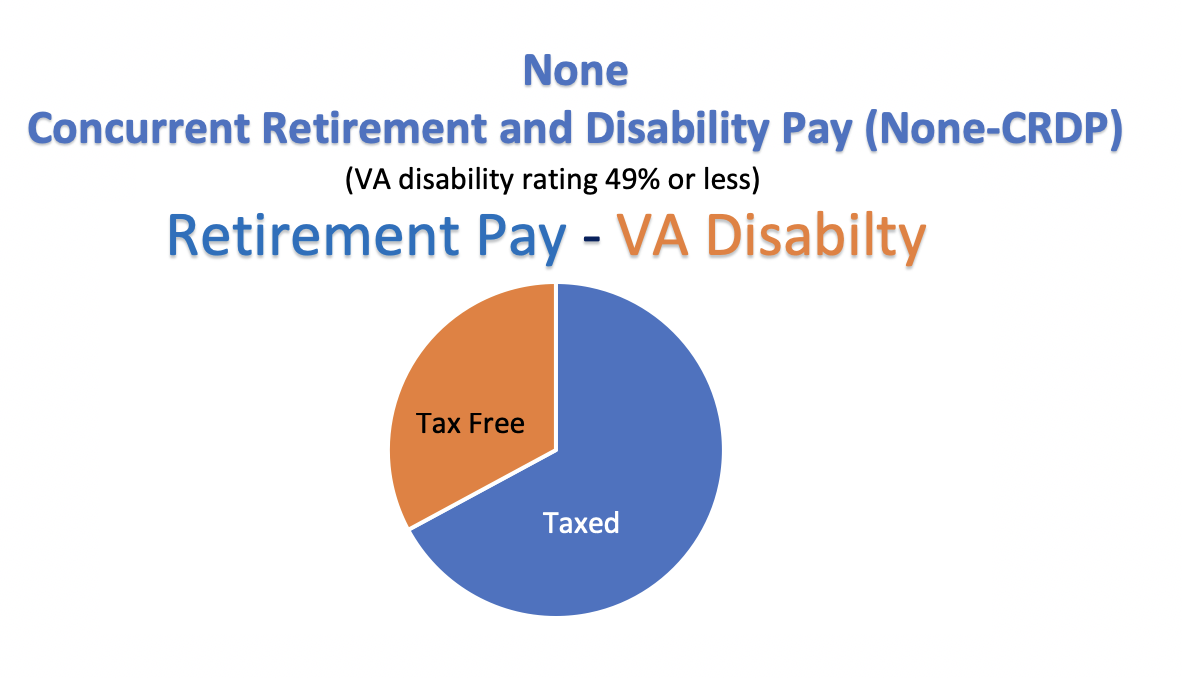 None
Concurrent Retirement and Disability Pay (None-CRDP)
(VA disability rating 49% or less)
Retirement Pay - VA Disabilty
Tax Free
Taxed